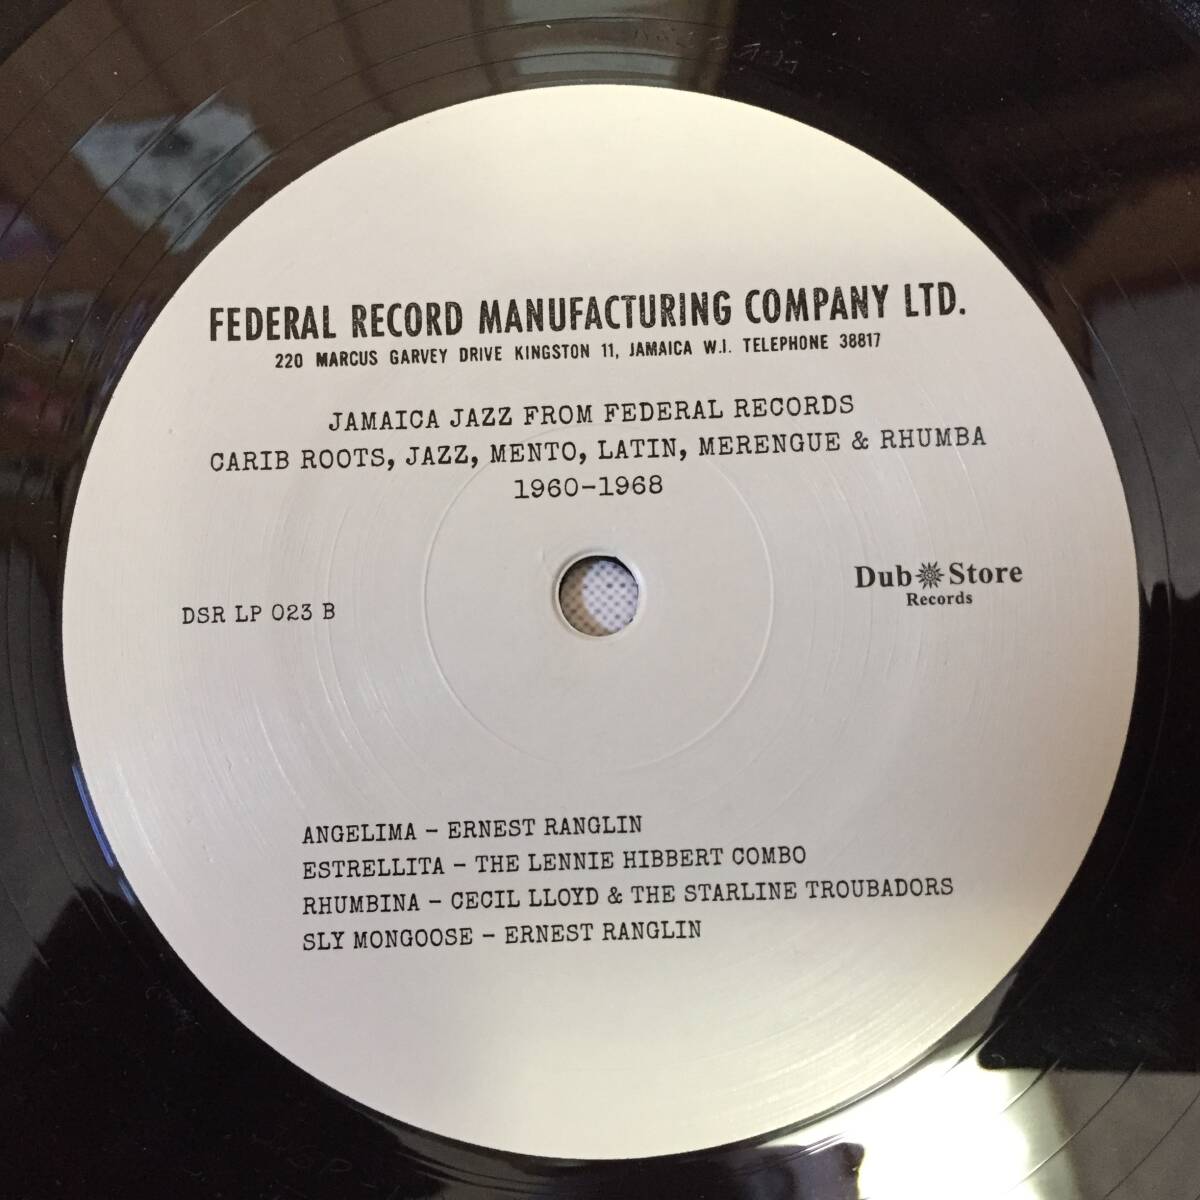 FEDERAL RECORD MANUFACTURING COMPANY LTD.
220 MARCUS GARVEY DRIVE KINGSTON 11, JAMAICA W.I. TELEPHONE 38817
JAMAICA JAZZ FROM FEDERAL RECORDS
CARIB ROOTS, JAZZ, MENTO, LATIN, MERENGUE & RHUMBA
1960-1968
Dub Store
Records
DSR LP 023 B
ANGELIMA - ERNEST RANGLIN
ESTRELLITA - THE LENNIE HIBBERT COMBO
RHUMBINA - CECIL LLOYD & THE STARLINE TROUBADORS
SLY MONGOOSE - ERNEST RANGLIN